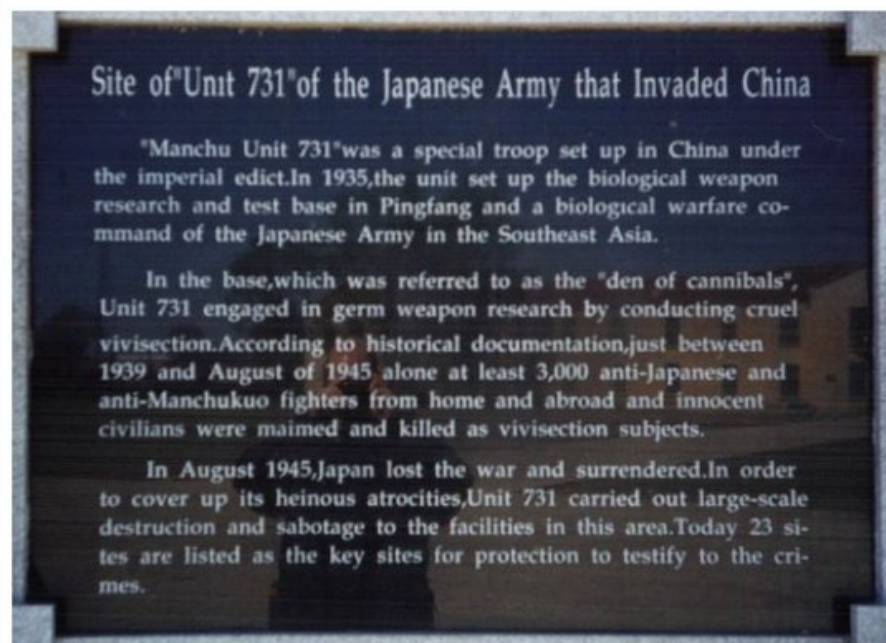 Site of"Unit 731"of the Japanese Army that Invaded China
"Manchu Unit 731"was a special troop set up in China under
the imperial edict.In 1935,the unit set up the biological weapon
research and test base in Pingfang and a biological warfare co-
mmand of the Japanese Army in the Southeast Asia.
In the base,which was referred to as the "den of cannibals",
Unit 731 engaged in germ weapon research by conducting cruel
vivisection.According to historical documentation,just between
1939 and August of 1945 alone at least 3,000 anti-Japanese and
anti-Manchukuo fighters from home and abroad and innocent
civilians were maimed and killed as vivisection subjects.
In August 1945,Japan lost the war and surrendered.In order
to cover up its heinous atrocities,Unit 731 carried out large-scale
destruction and sabotage to the facilities in this area.Today 23 si-
tes are listed as the key sites for protection to testify to the cri-
mes.